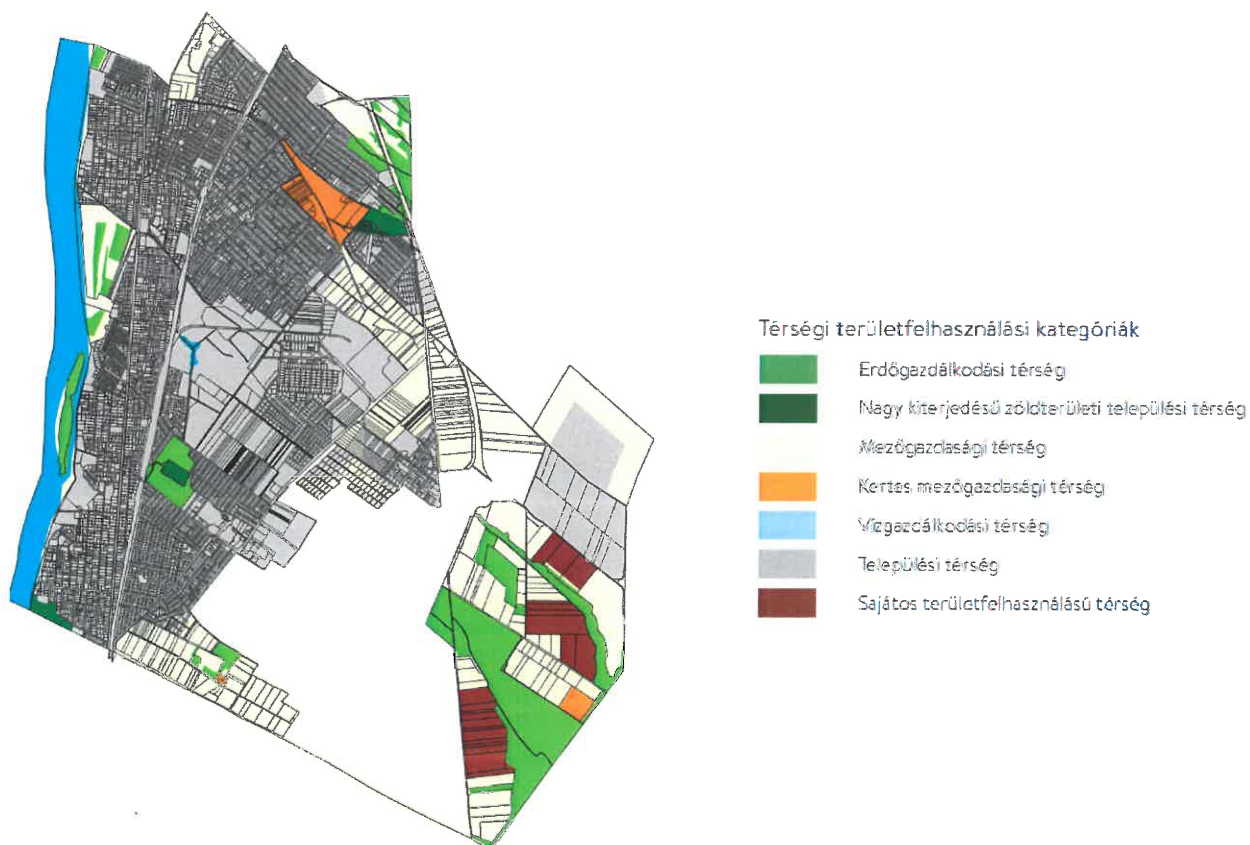 Térségi területfelhasználási kategóriák
Erdőgazdálkodási térség
Nagy kiterjedésű zöldterületi települési térség
Mezőgazdasági térség
Kertes mezőgazdasági térség
Vízgazdálkodási térség
Települési térség
Sajátos területfelhasználású térség